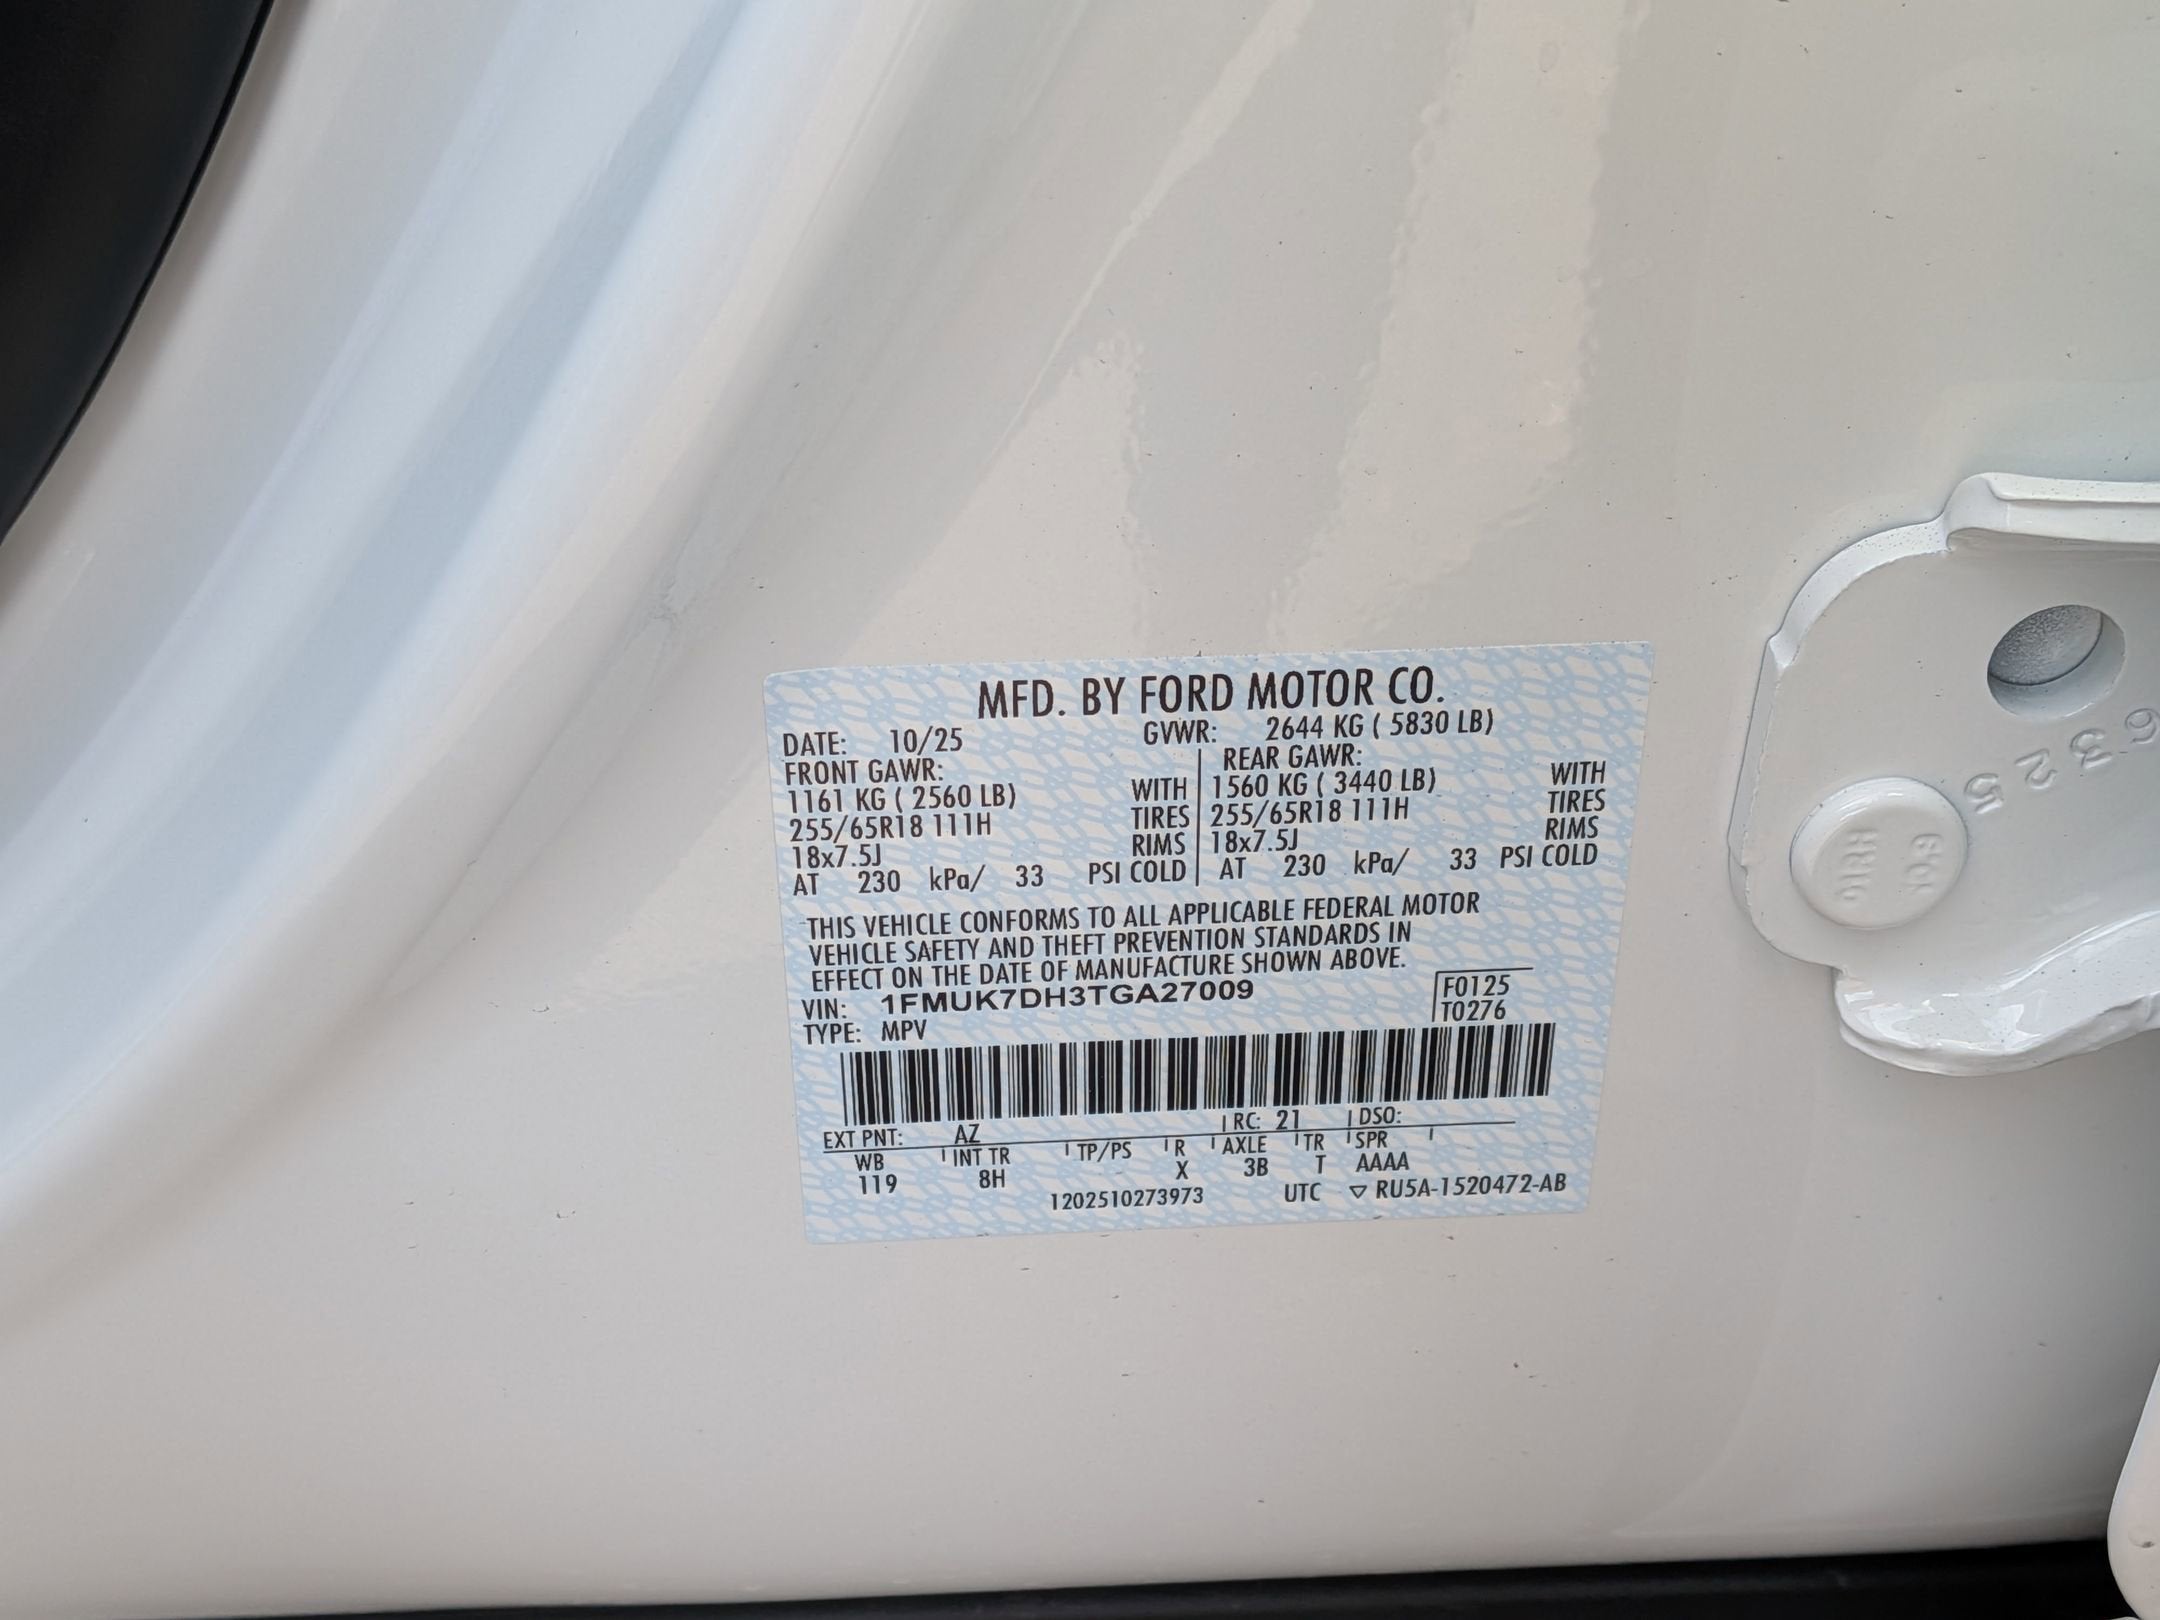 MFD. BY FORD MOTOR CO.
DATE: 10/25 GVWR: 2644 KG ( 5830 LB)
FRONT GAWR: REAR GAWR:
1161 KG ( 2560 LB) WITH 1560 KG ( 3440 LB) WITH
255/65R18 111H TIRES 255/65R18 111H TIRES
18x7.5J RIMS 18x7.5J RIMS
AT 230 kPa/ 33 PSI COLD AT 230 kPa/ 33 PSI COLD
THIS VEHICLE CONFORMS TO ALL APPLICABLE FEDERAL MOTOR
VEHICLE SAFETY AND THEFT PREVENTION STANDARDS IN
EFFECT ON THE DATE OF MANUFACTURE SHOWN ABOVE.
VIN: 1FMUK7DH3TGA27009 F0125
TYPE: MPV T0276
EXT PNT: AZ RC: 21 DSO:
WB INT TR TP/PS R AXLE TR SPR
119 8H X 3B T AAAA
1202510273973 UTC ▽ RU5A-1520472-AB
6325